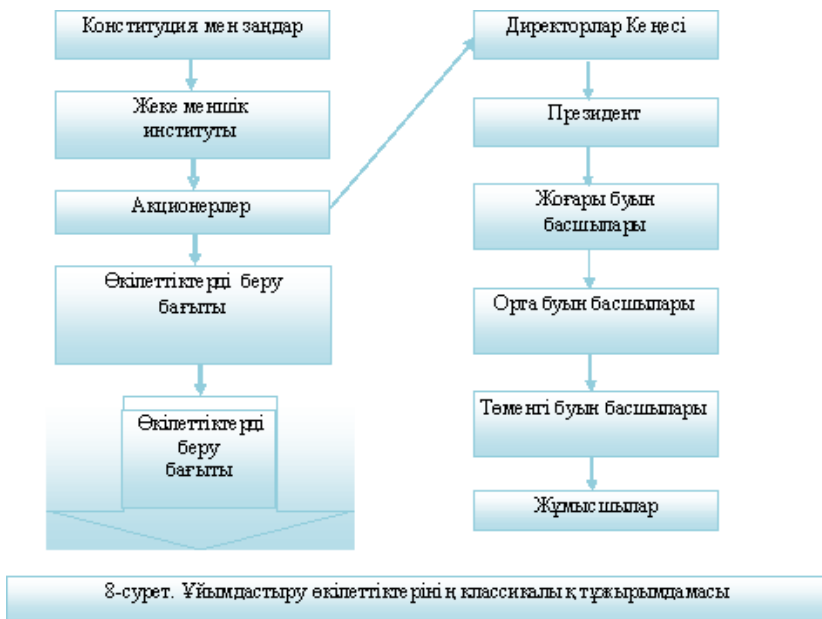 Конституция мен заңдар
Жеке меншік
институты
Акционерлер
Өкілеттіктерді беру
бағыты
Өкілеттіктерді
беру
бағыты
Директорлар Кеңесі
Президент
Жоғары буын
басшылары
Орта буын басшылары
Төменгі буын басшылары
Жұмысшылар
8-сурет. Ұйымдастыру өкілеттіктерінің классикалық тұжырымдамасы